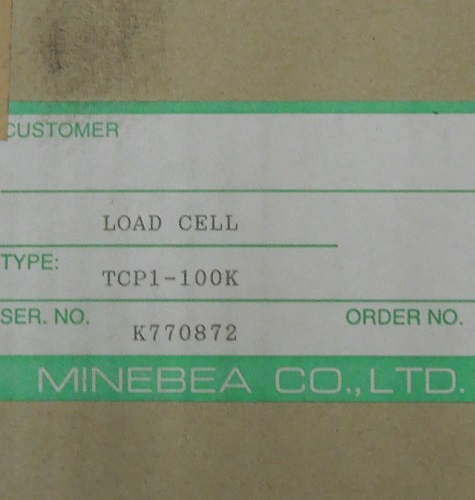 CUSTOMER
LOAD CELL
TYPE: TCP1-100K
SER. NO. K770872 ORDER NO.
MINEBEA CO., LTD.